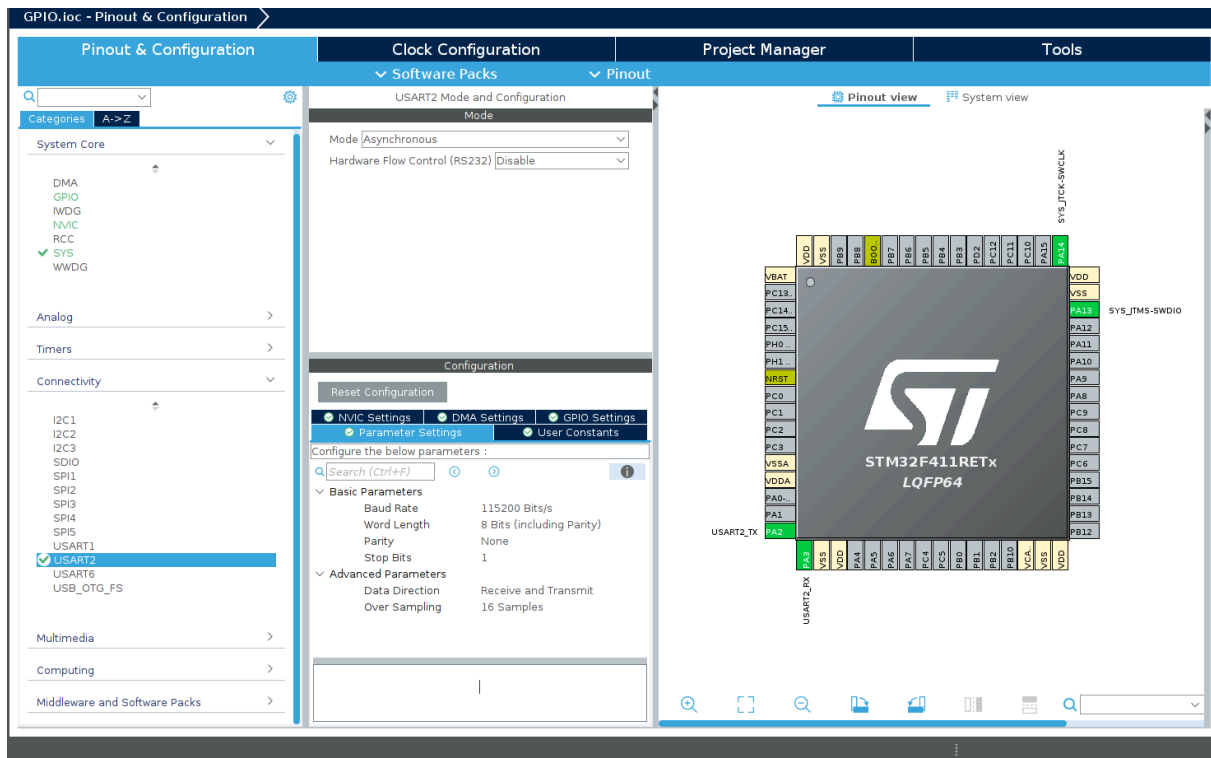 GPIO.ioc - Pinout & Configuration
Pinout & Configuration
Clock Configuration
Project Manager
Tools
Software Packs
Pinout
Categories
A->Z
System Core
DMA
GPIO
IWDG
NVIC
RCC
SYS
WWDG
Analog
Timers
Connectivity
I2C1
I2C2
I2C3
SDIO
SPI1
SPI2
SPI3
SPI4
SPI5
USART1
USART2
USART6
USB_OTG_FS
Multimedia
Computing
Middleware and Software Packs
USART2 Mode and Configuration
Mode
Mode Asynchronous
Hardware Flow Control (RS232) Disable
Configuration
Reset Configuration
NVIC Settings
DMA Settings
GPIO Settings
Parameter Settings
User Constants
Configure the below parameters :
Search (Ctrl+F)
Basic Parameters
Baud Rate 115200 Bits/s
Word Length 8 Bits (including Parity)
Parity None
Stop Bits 1
Advanced Parameters
Data Direction Receive and Transmit
Over Sampling 16 Samples
Pinout view
System view
SYS_JTCK-SWCLK
VDD
VSS
PB9
PB8
BOO..
PB7
PB6
PB5
PB4
PB3
PD2
PC12
PC11
PC10
PA15
PA14
VBAT
PC13..
PC14..
PC15..
PH0 ..
PH1 ..
NRST
PC0
PC1
PC2
PC3
VSSA
VDDA
PA0-..
PA1
USART2_TX PA2
VDD
VSS
PA13 SYS_JTMS-SWDIO
PA12
PA11
PA10
PA9
PA8
PC9
PC8
PC7
PC6
PB15
PB14
PB13
PB12
STM32F411RETx
LQFP64
PA3
VSS
VDD
PA4
PA5
PA6
PA7
PC4
PC5
PB0
PB1
PB2
PB10
VCA..
VSS
VDD
USART2_RX